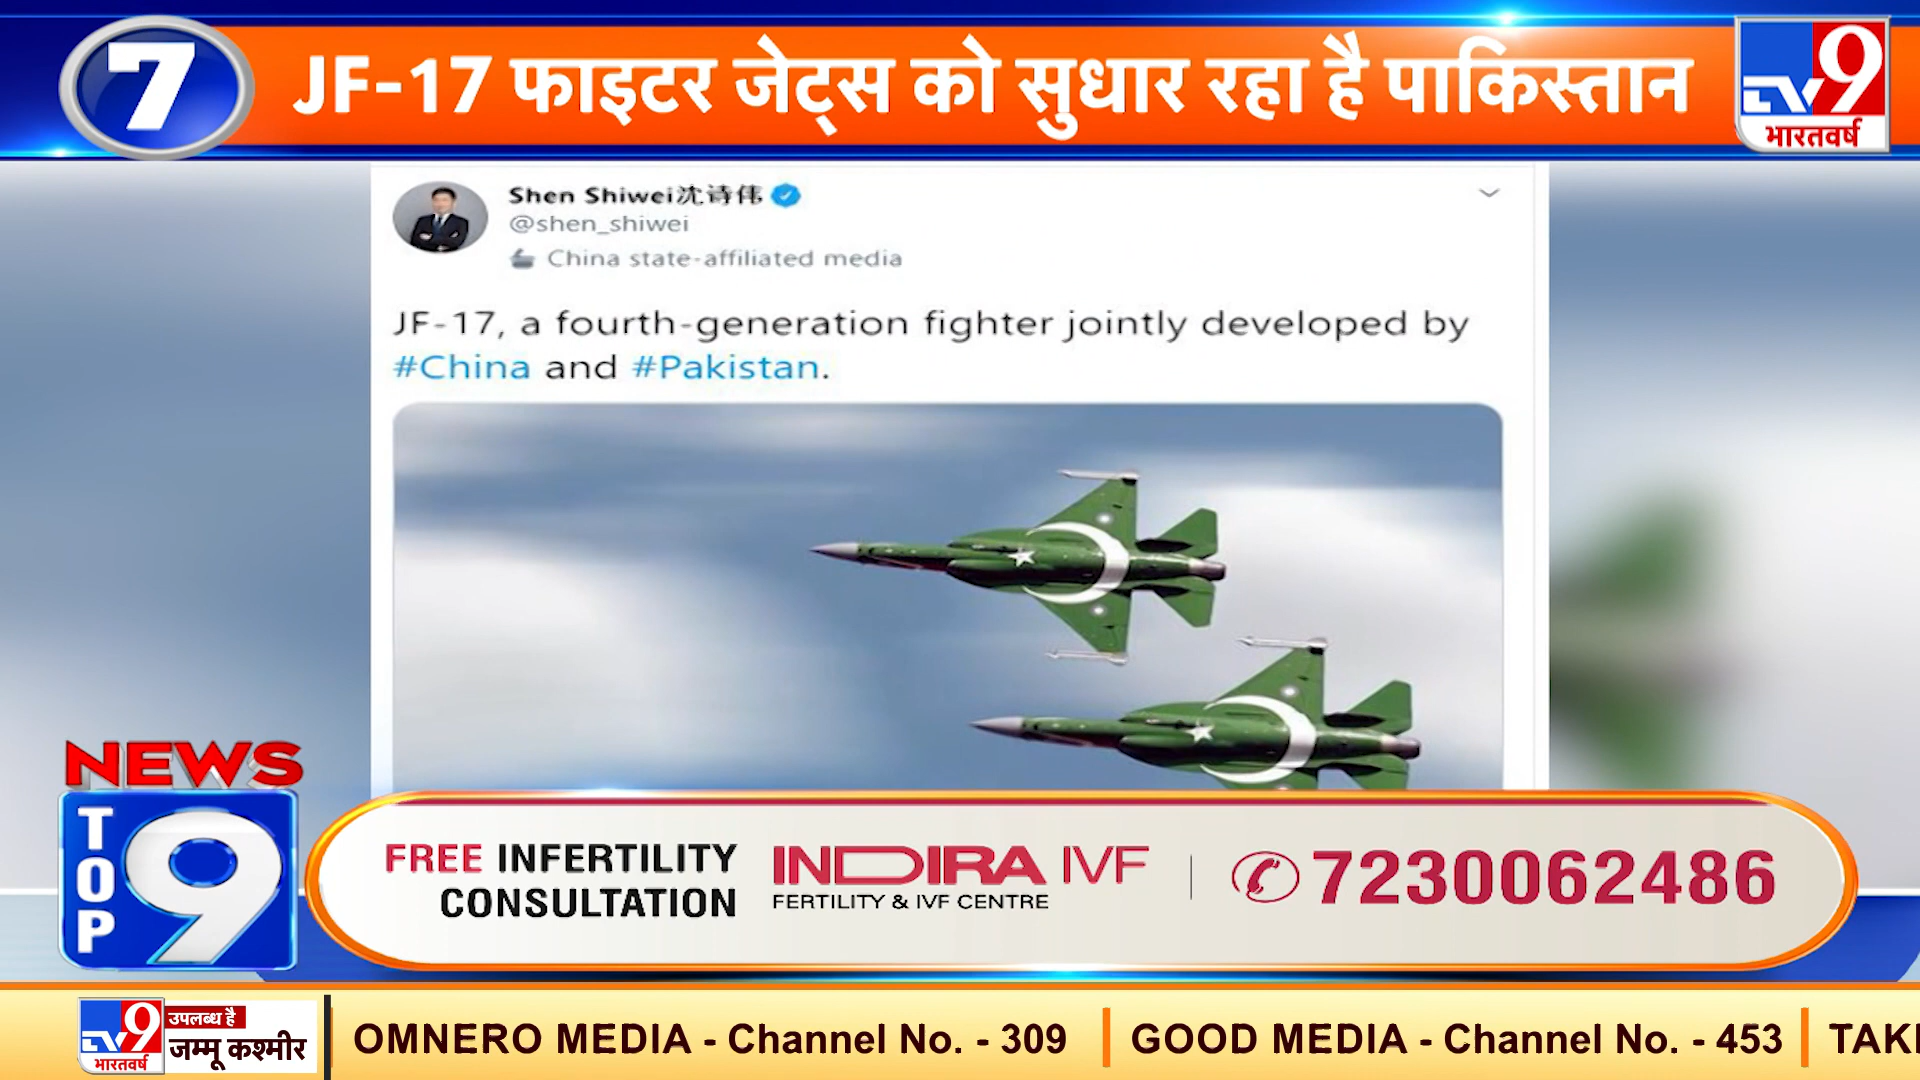 7
JF-17 फाइटर जेट्स को सुधार रहा है पाकिस्तान
TV9
भारतवर्ष
Shen Shiwei沈诗伟
@shen_shiwei
China state-affiliated media
JF-17, a fourth-generation fighter jointly developed by
#China and #Pakistan.
NEWS
TOP
9
FREE INFERTILITY
CONSULTATION
INDIRA IVF
FERTILITY & IVF CENTRE
7230062486
TV9
भारतवर्ष
उपलब्ध है
जम्मू कश्मीर
OMNERO MEDIA - Channel No. - 309
GOOD MEDIA - Channel No. - 453
TAK